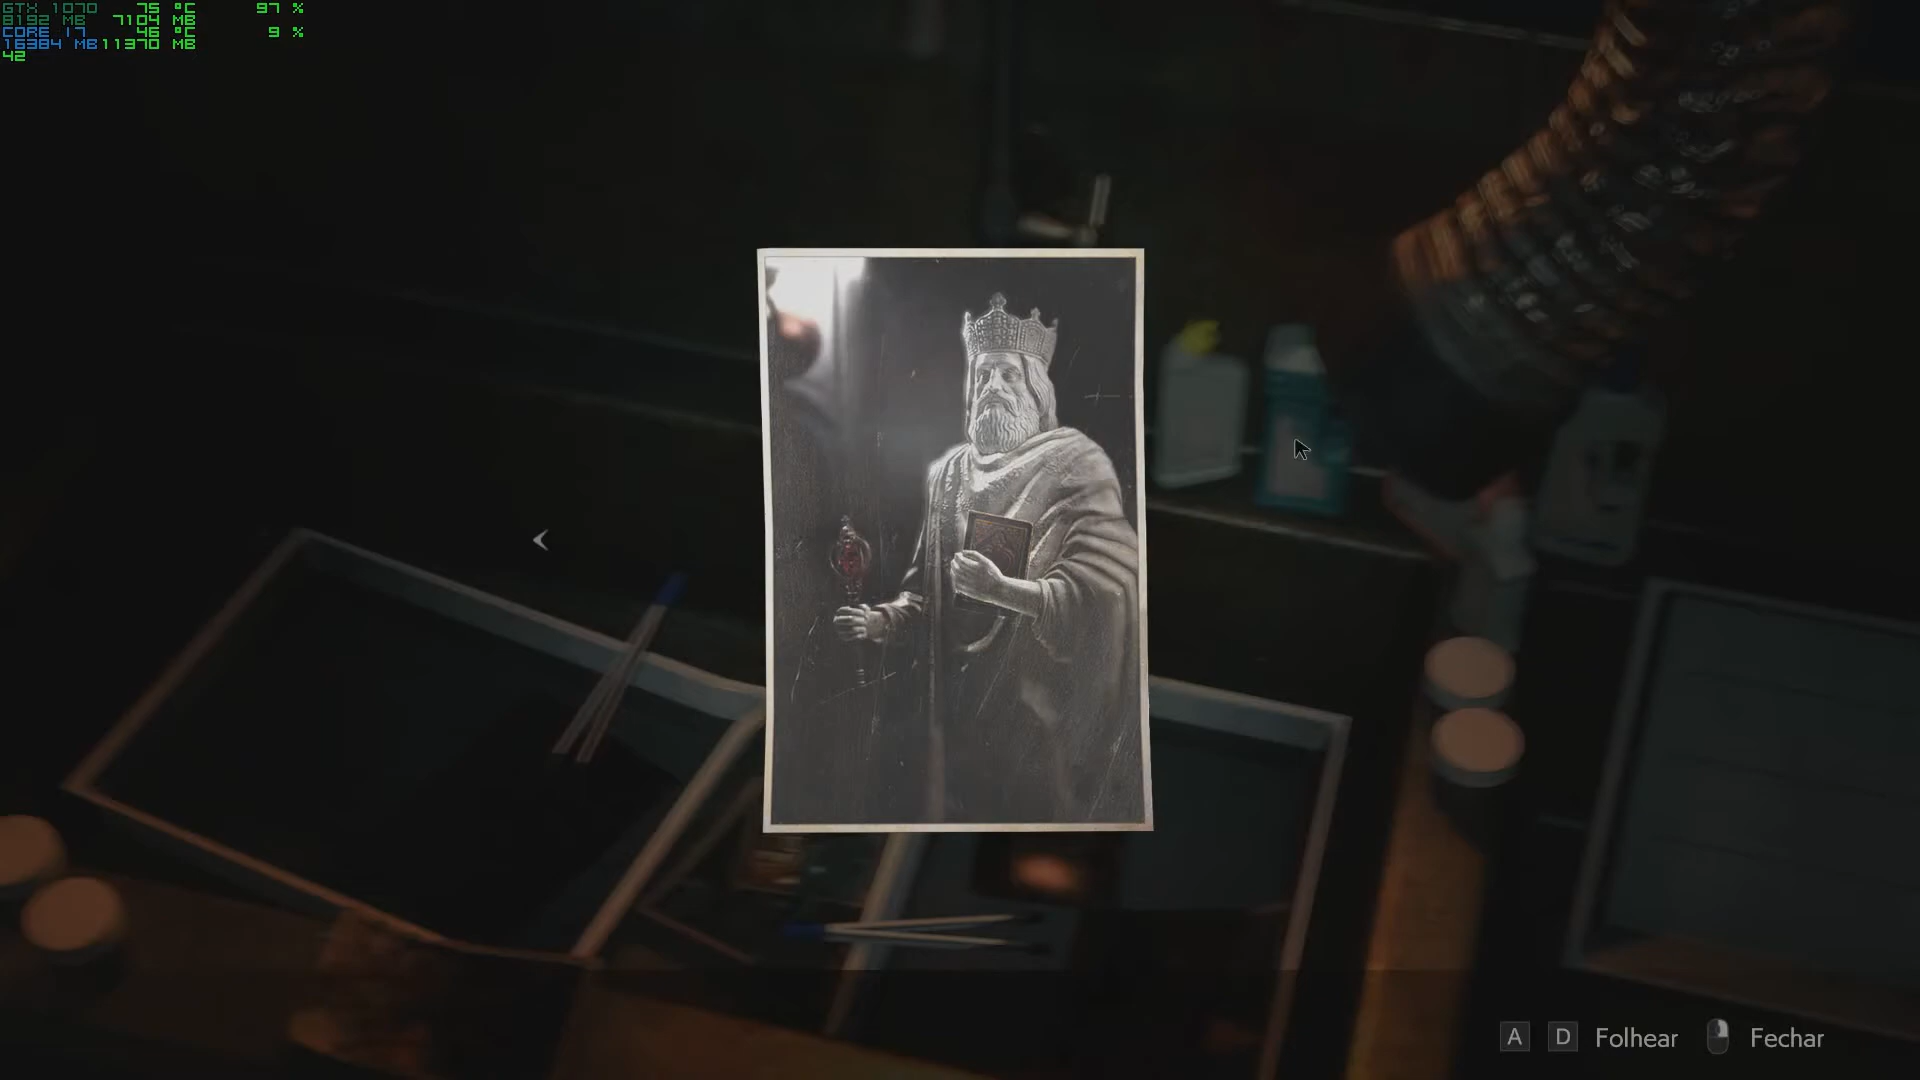 GTX 1070 75 °C 97 %
8192 MB 7104 MB
CORE i7 46 °C 9 %
16384 MB 11370 MB
42
A D Folhear Fechar